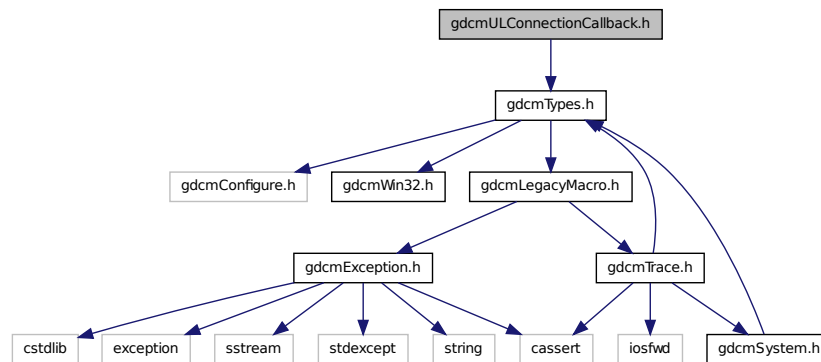 gdcmULConnectionCallback.h
gdcmTypes.h
gdcmConfigure.h
gdcmWin32.h
gdcmLegacyMacro.h
gdcmException.h
gdcmTrace.h
cstdlib
exception
sstream
stdexcept
string
cassert
iosfwd
gdcmSystem.h